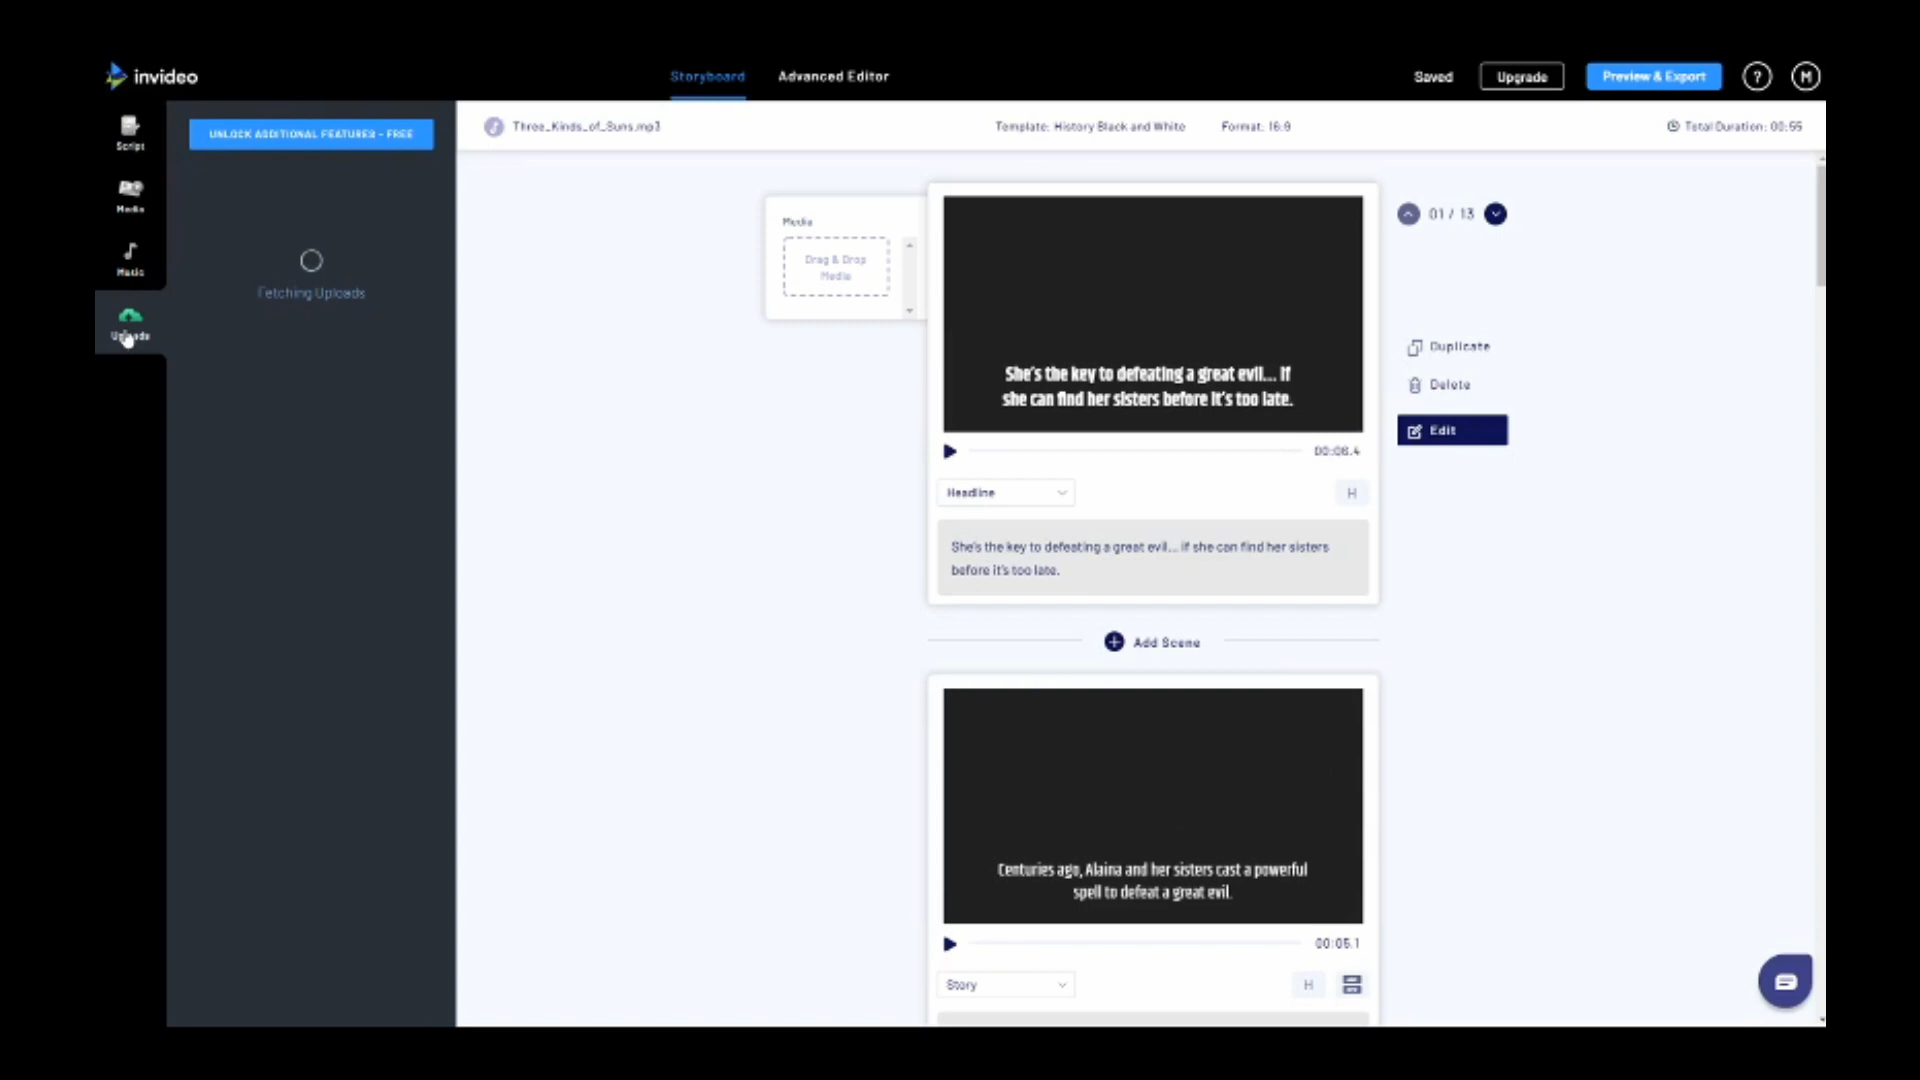 invideo
Storyboard
Advanced Editor
Saved
Upgrade
Preview & Export
?
M
Script
Media
Music
Uploads
UNLOCK ADDITIONAL FEATURES - FREE
Fetching Uploads
Three_Kinds_of_Suns.mp3
Template: History Black and White
Format: 16:9
Total Duration: 00:55
Media
Drag & Drop
Media
She's the key to defeating a great evil... if
she can find her sisters before it's too late.
00:06.4
Headline
H
She's the key to defeating a great evil... if she can find her sisters
before it's too late.
01 / 13
Duplicate
Delete
Edit
Add Scene
Centuries ago, Alaina and her sisters cast a powerful
spell to defeat a great evil.
00:05.1
Story
H